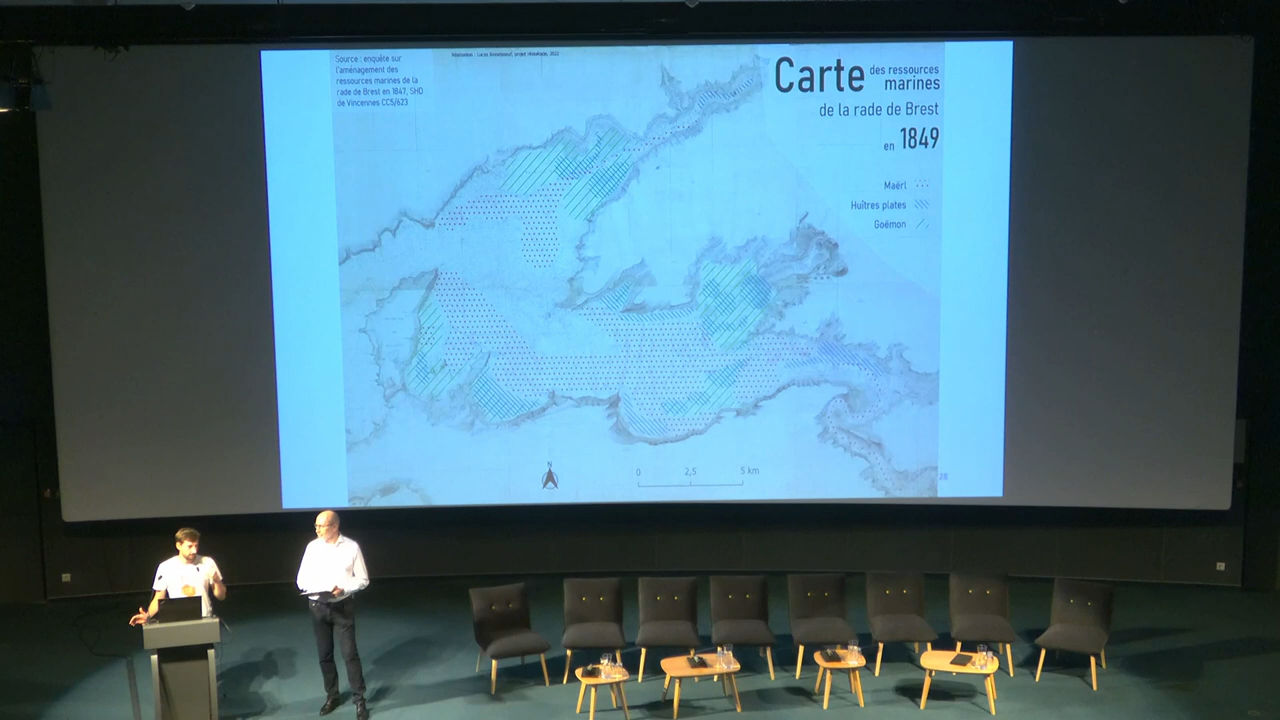 Source : enquête sur
l'aménagement des
ressources marines de la
rade de Brest en 1847, SHD
de Vincennes CC5/623
Carte des ressources
marines
de la rade de Brest
en 1849
Maërl
Huîtres plates
Goëmon
N
0 2,5 5 km
28